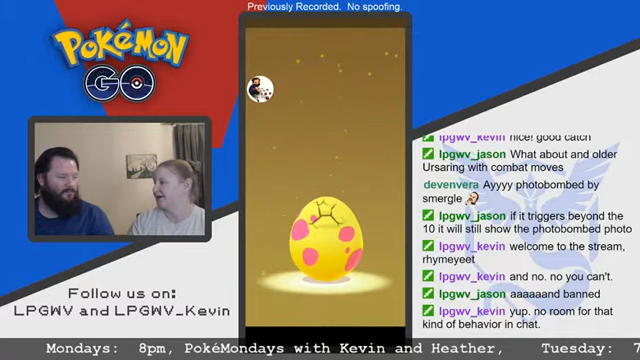 Previously Recorded. No spoofing.
POKÉMON
GO
lpgwv_kevin nice! good catch
lpgwv_jason What about and older
Ursaring with combat moves
devenvera Ayyyy photobombed by
smergle
lpgwv_jason if it triggers beyond the
10 it will still show the photobombed photo
lpgwv_kevin welcome to the stream,
rhymeyeet
lpgwv_kevin and no. no you can't.
lpgwv_jason aaaaaand banned
lpgwv_kevin yup. no room for that
kind of behavior in chat.
Follow us on:
LPGWV and LPGWV_Kevin
Mondays: 8pm, PokéMondays with Kevin and Heather, Tuesday: 7